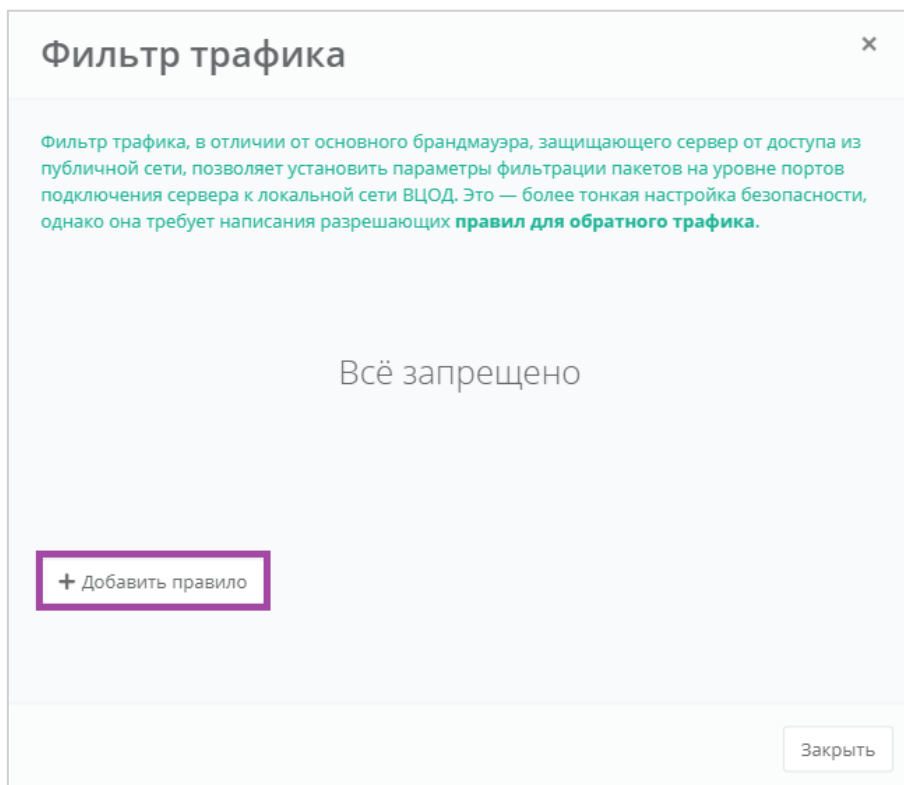 Фильтр трафика
×
Фильтр трафика, в отличии от основного брандмауэра, защищающего сервер от доступа из
публичной сети, позволяет установить параметры фильтрации пакетов на уровне портов
подключения сервера к локальной сети ВЦОД. Это — более тонкая настройка безопасности,
однако она требует написания разрешающих правил для обратного трафика.
Всё запрещено
+ Добавить правило
Закрыть